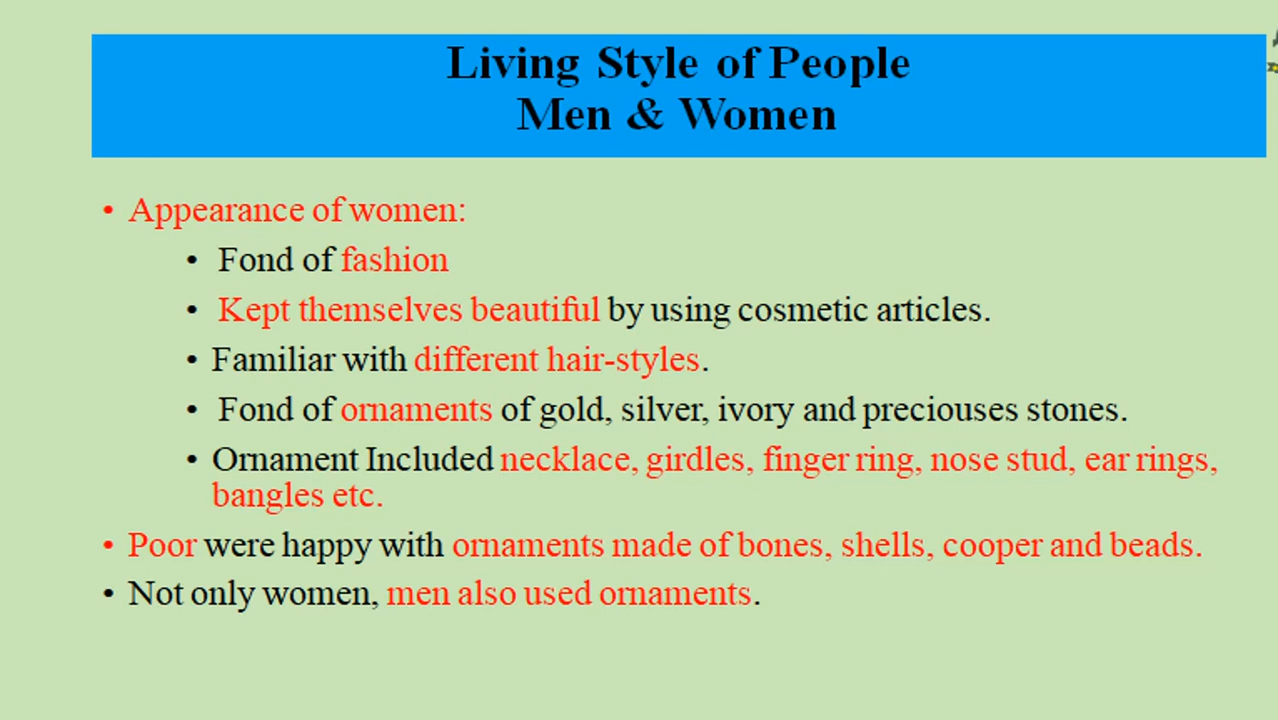 Living Style of People
Men & Women
• Appearance of women:
• Fond of fashion
• Kept themselves beautiful by using cosmetic articles.
• Familiar with different hair-styles.
• Fond of ornaments of gold, silver, ivory and preciouses stones.
• Ornament Included necklace, girdles, finger ring, nose stud, ear rings,
bangles etc.
• Poor were happy with ornaments made of bones, shells, cooper and beads.
• Not only women, men also used ornaments.